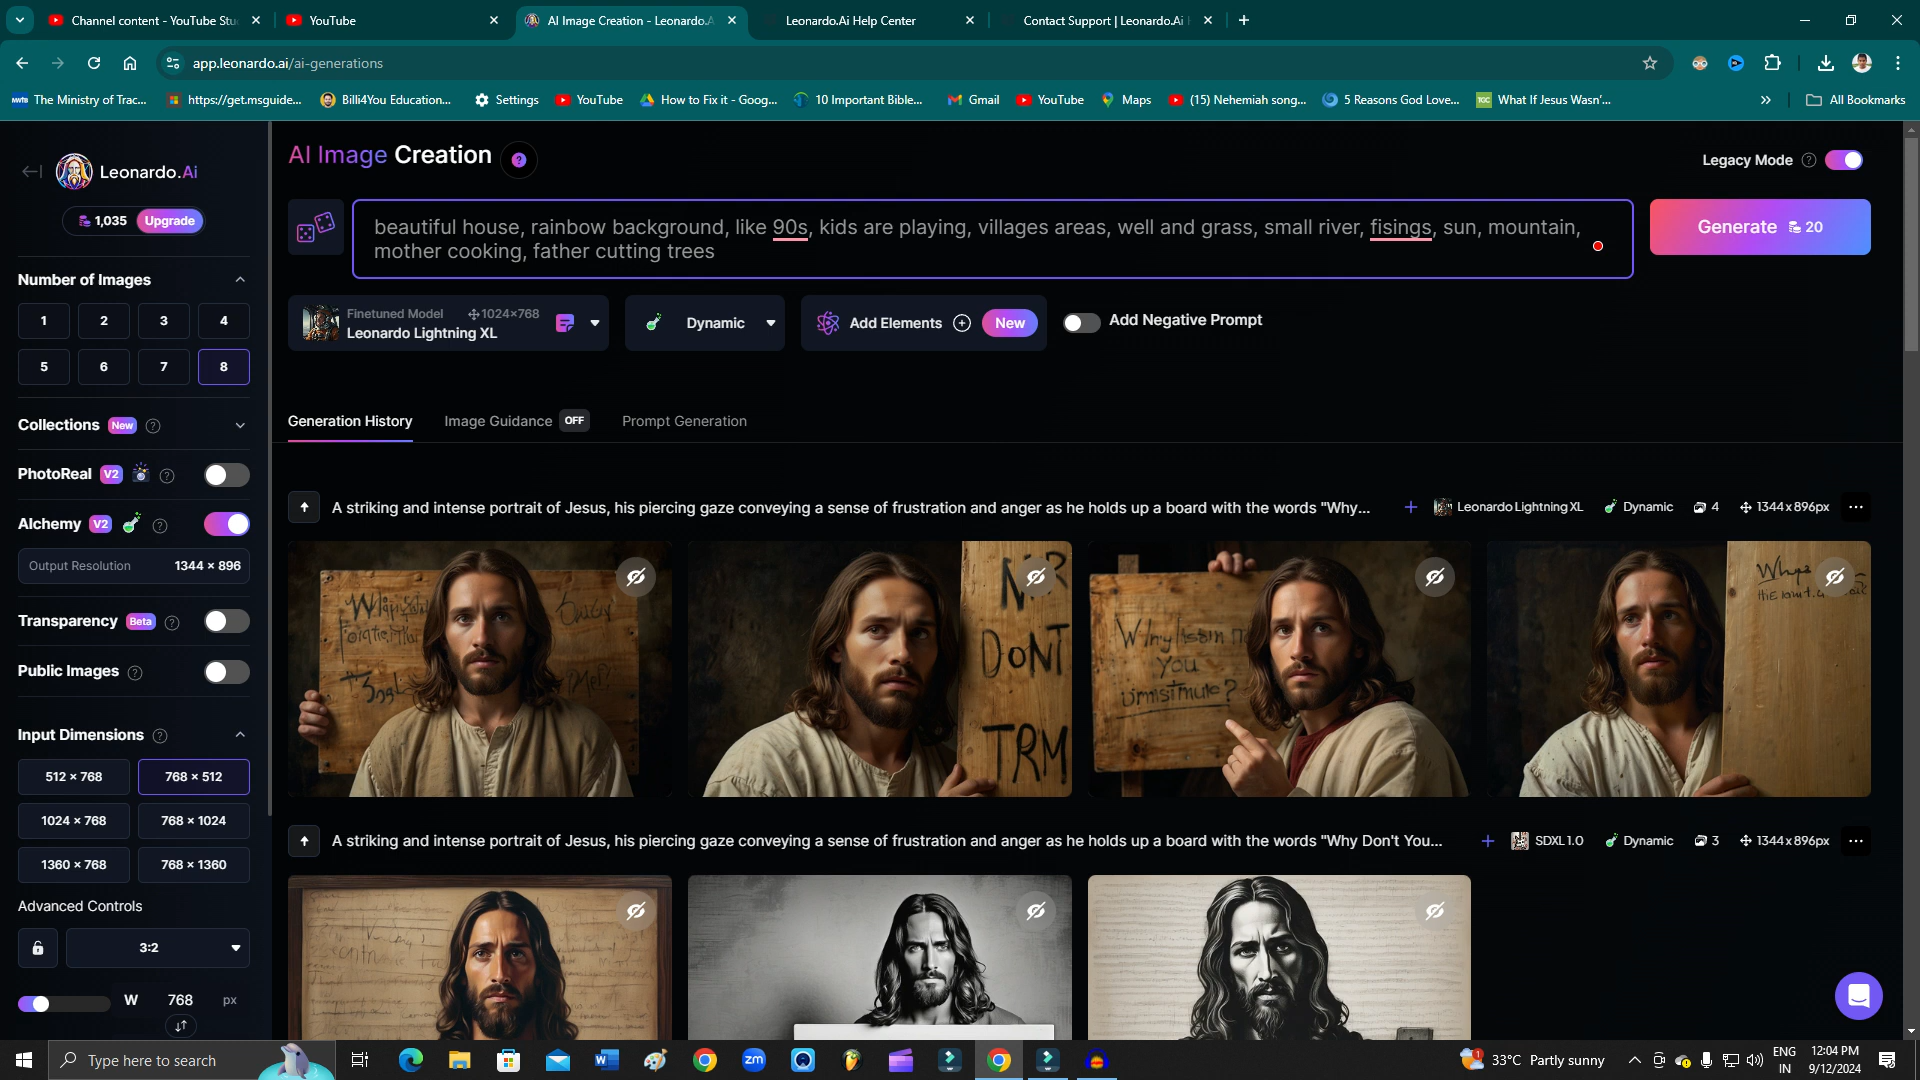 Channel content - YouTube Stu
YouTube
AI Image Creation - Leonardo.A
Leonardo.Ai Help Center
Contact Support | Leonardo.Ai
app.leonardo.ai/ai-generations
The Ministry of Trac...
https://get.msguide...
Billi4You Education...
Settings
YouTube
How to Fix it - Goog...
10 Important Bible...
Gmail
YouTube
Maps
(15) Nehemiah song...
5 Reasons God Love...
TGC
What If Jesus Wasn'...
All Bookmarks
Leonardo.Ai
1,035 Upgrade
AI Image Creation
Legacy Mode
beautiful house, rainbow background, like 90s, kids are playing, villages areas, well and grass, small river, fisings, sun, mountain,
mother cooking, father cutting trees
Generate 20
Finetuned Model 1024×768
Leonardo Lightning XL
Dynamic
Add Elements New
Add Negative Prompt
Number of Images
1 2 3 4
5 6 7 8
Collections New
PhotoReal V2
Alchemy V2
Output Resolution 1344 × 896
Transparency Beta
Public Images
Input Dimensions
512 × 768 768 × 512
1024 × 768 768 × 1024
1360 × 768 768 × 1360
Advanced Controls
3:2
W 768 px
Generation History
Image Guidance OFF
Prompt Generation
A striking and intense portrait of Jesus, his piercing gaze conveying a sense of frustration and anger as he holds up a board with the words "Why...
Leonardo Lightning XL
Dynamic
4
1344 x 896px
DONT
TRM
YOU
A striking and intense portrait of Jesus, his piercing gaze conveying a sense of frustration and anger as he holds up a board with the words "Why Don't You...
SDXL 1.0
Dynamic
3
1344 x 896px
Type here to search
zm
33°C Partly sunny
ENG
IN
12:04 PM
9/12/2024